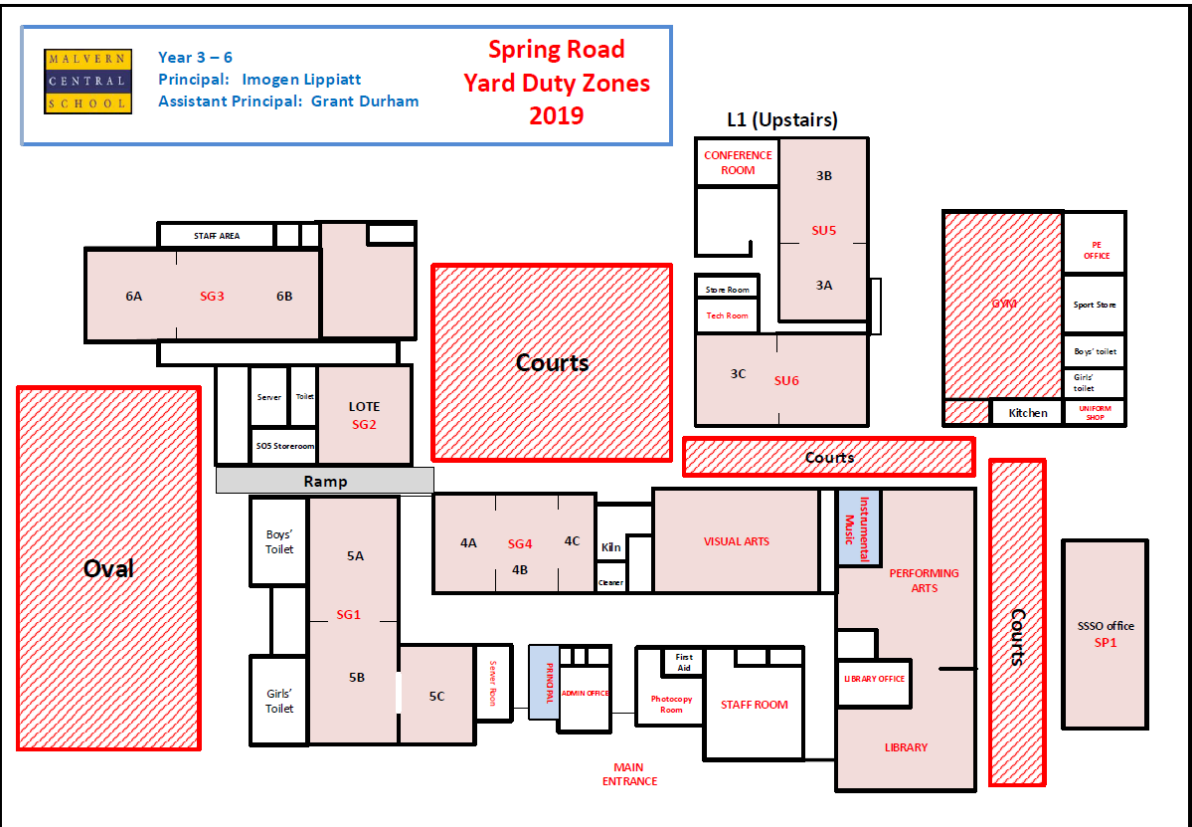 MALVERN
CENTRAL
SCHOOL
Year 3 – 6
Principal: Imogen Lippiatt
Assistant Principal: Grant Durham
Spring Road
Yard Duty Zones
2019
L1 (Upstairs)
CONFERENCE
ROOM
3B
SU5
3A
Store Room
Tech Room
3C
SU6
STAFF AREA
6A
SG3
6B
Courts
GYM
PE
OFFICE
Sport Store
Boys' toilet
Girls'
toilet
Kitchen
UNIFORM
SHOP
Server
Toilet
LOTE
SG2
SO5 Storeroom
Ramp
Courts
Oval
Boys'
Toilet
5A
SG1
5B
Girls'
Toilet
5C
Server Roon
4A
SG4
4C
4B
Kiln
Cleaner
VISUAL ARTS
Instrumental
Music
PERFORMING
ARTS
Courts
SSSO office
SP1
PRINCIPAL
ADMIN OFFICE
First
Aid
Photocopy
Room
STAFF ROOM
LIBRARY OFFICE
LIBRARY
MAIN
ENTRANCE